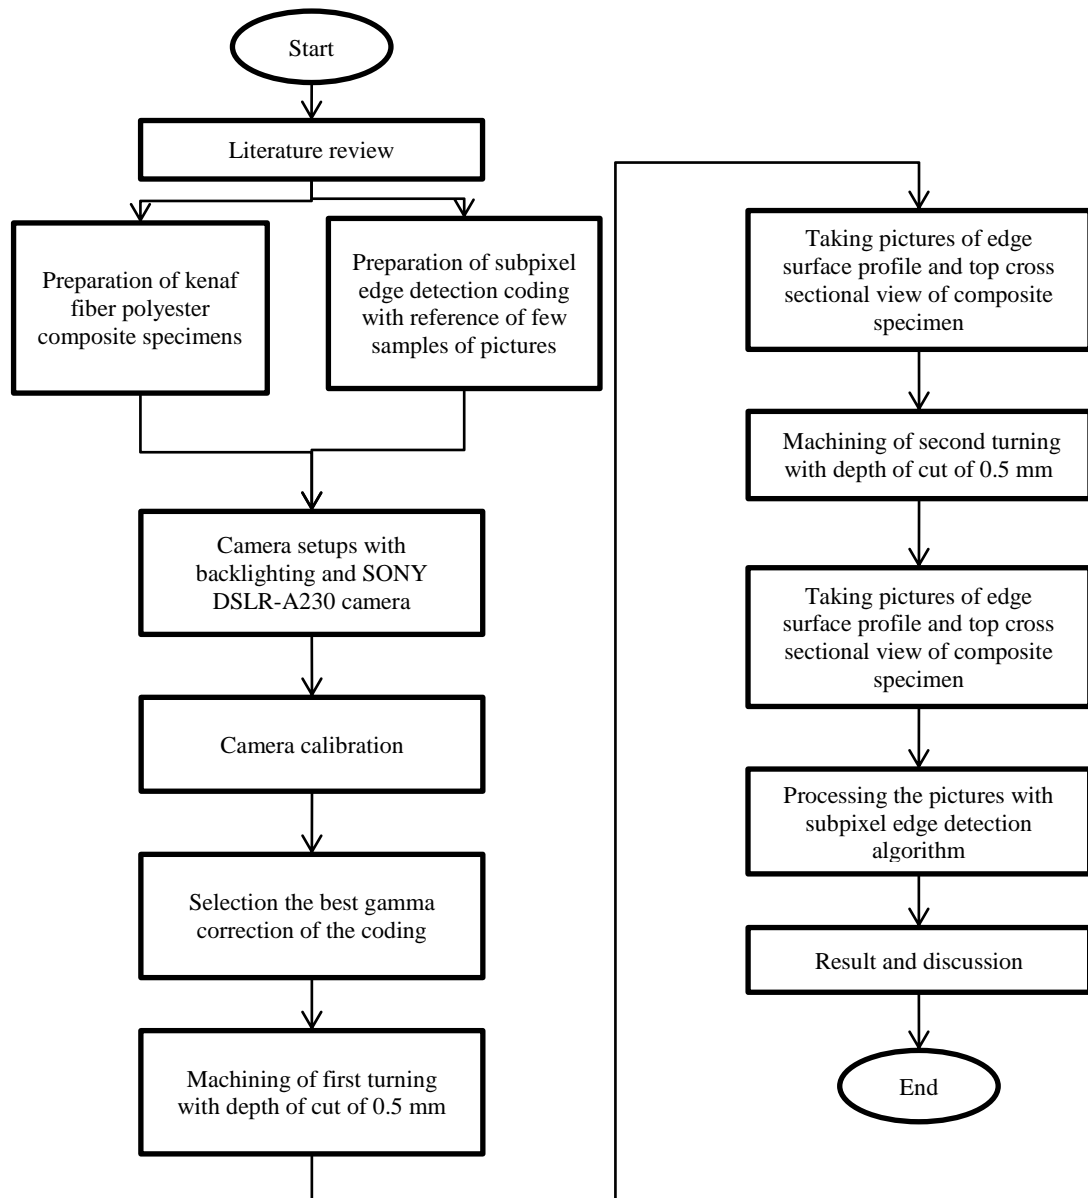 Start
Literature review
Preparation of kenaf
fiber polyester
composite specimens
Preparation of subpixel
edge detection coding
with reference of few
samples of pictures
Camera setups with
backlighting and SONY
DSLR-A230 camera
Camera calibration
Selection the best gamma
correction of the coding
Machining of first turning
with depth of cut of 0.5 mm
Taking pictures of edge
surface profile and top cross
sectional view of composite
specimen
Machining of second turning
with depth of cut of 0.5 mm
Taking pictures of edge
surface profile and top cross
sectional view of composite
specimen
Processing the pictures with
subpixel edge detection
algorithm
Result and discussion
End